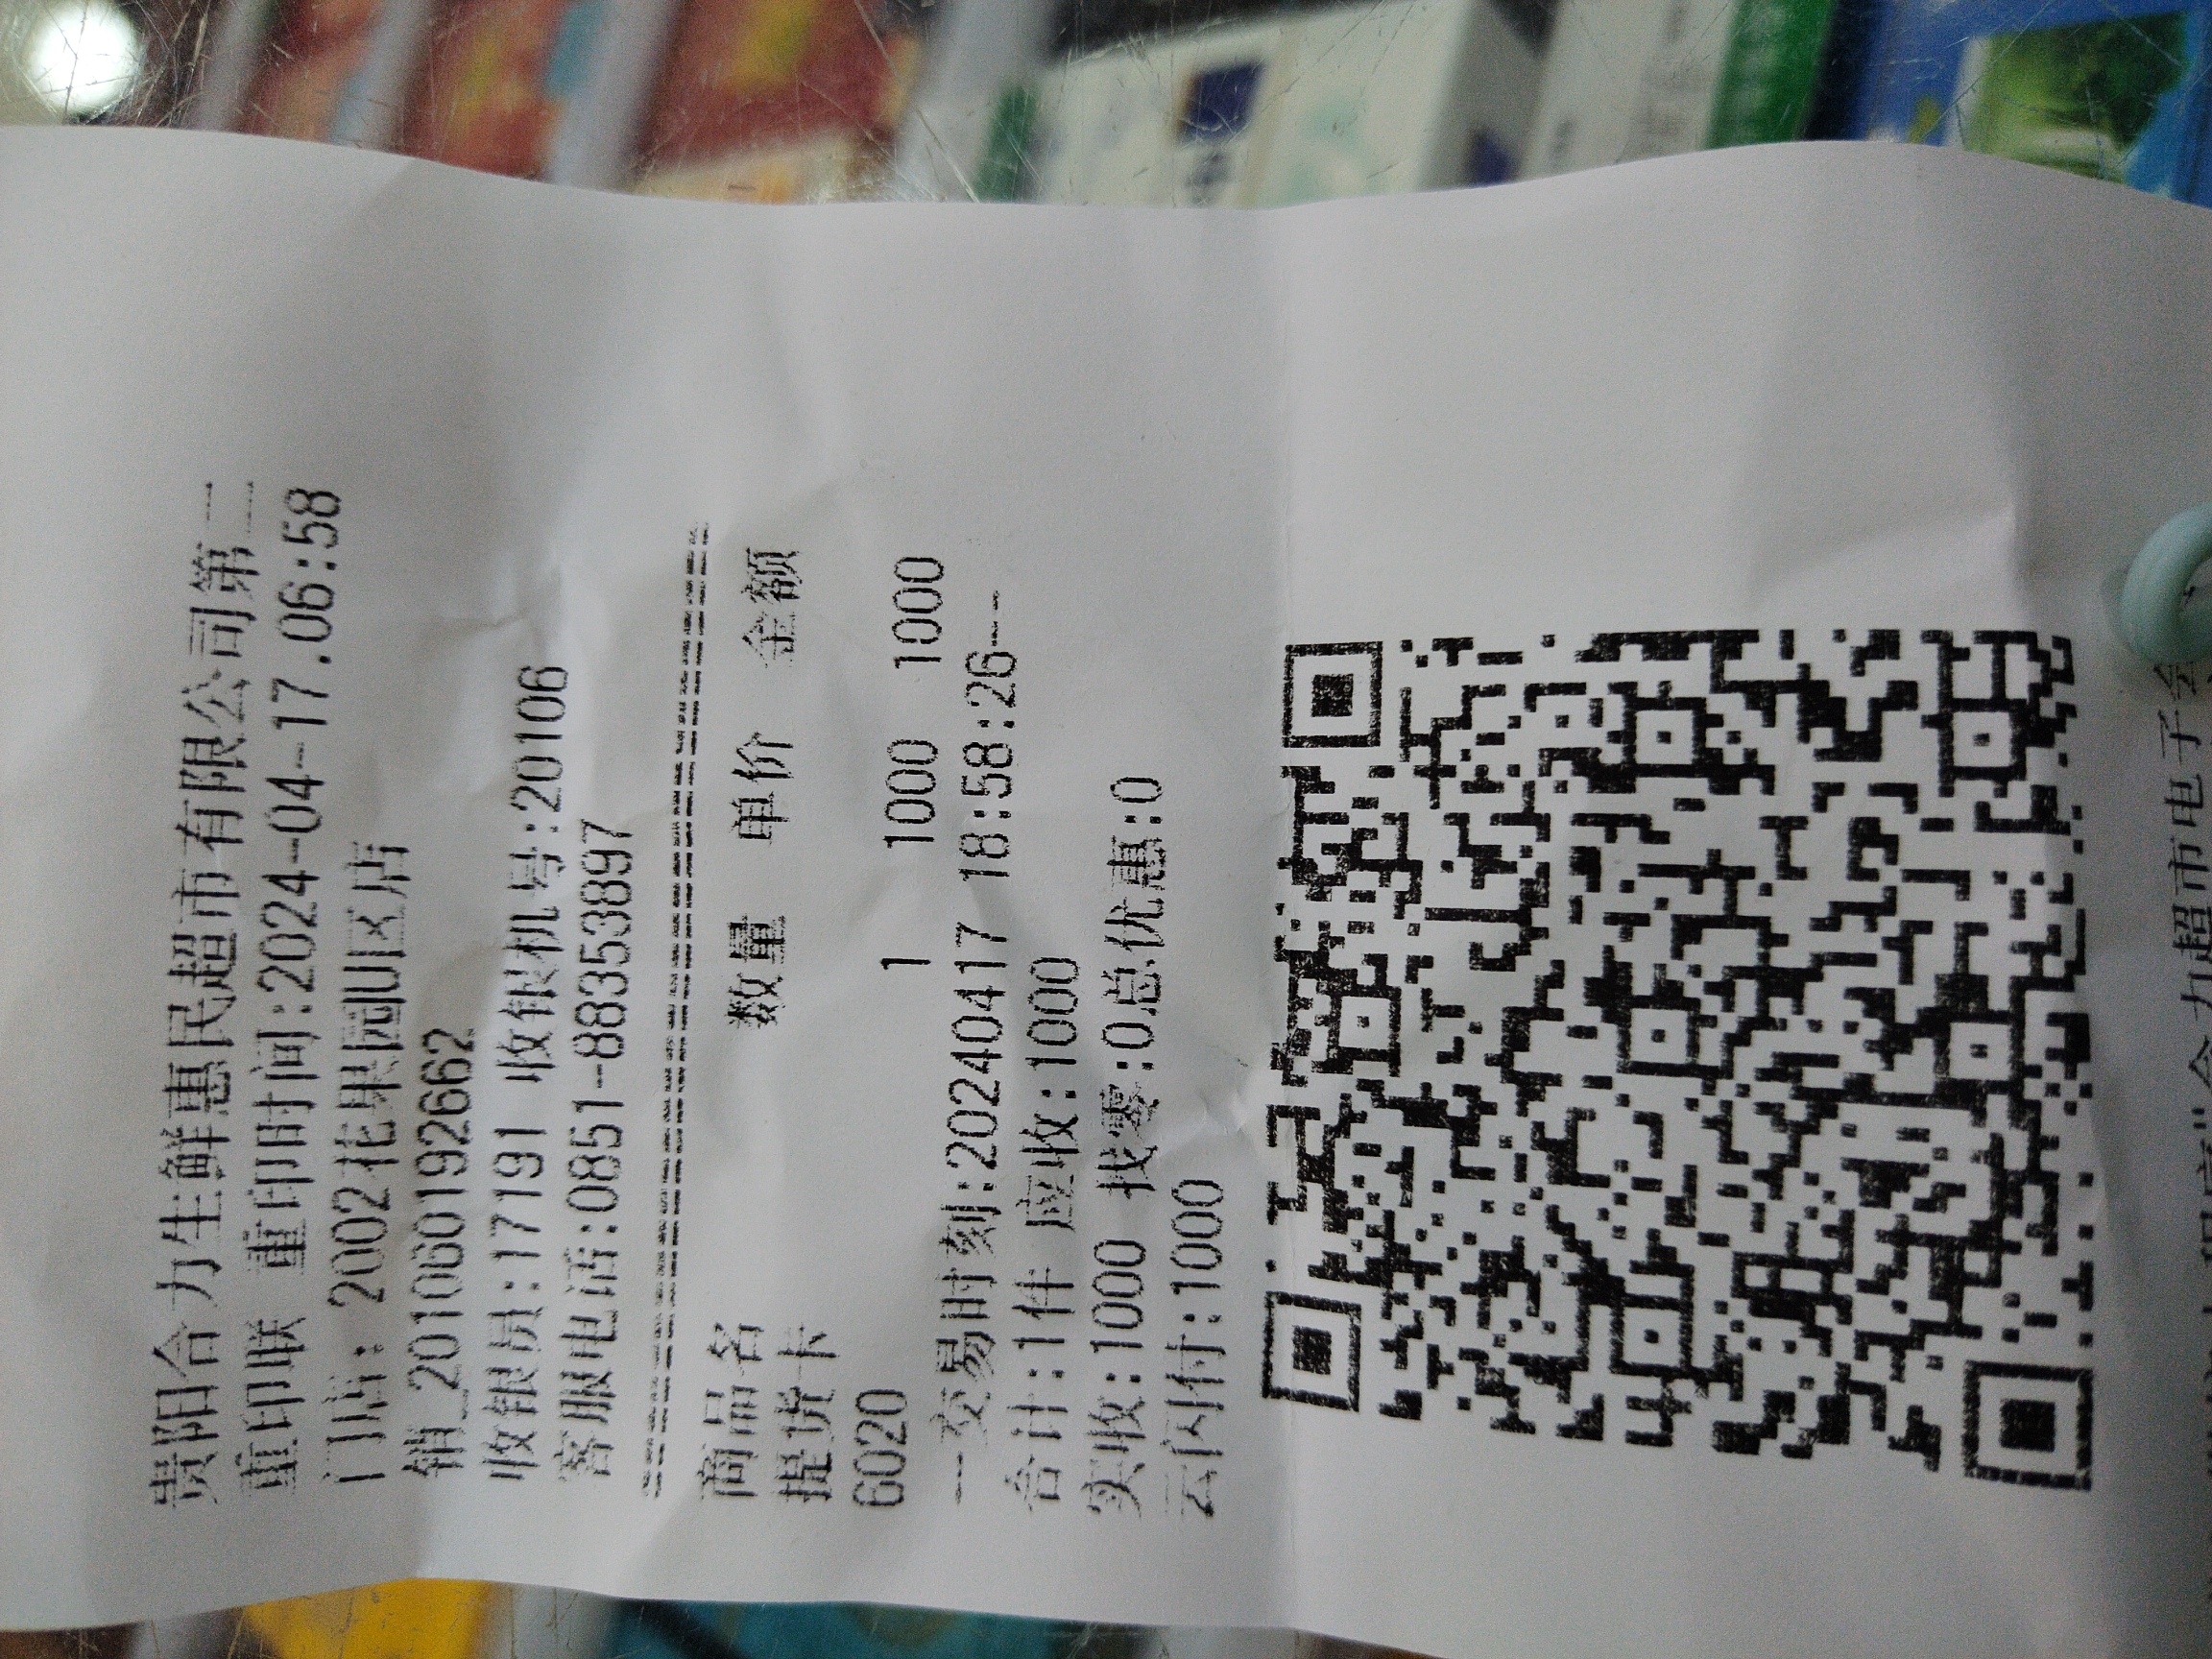 贵阳合力生鲜惠民超市有限公司第二
重印联 重印时间:2024-04-17.06:58
门店: 2002花果园U区店
销_201060192662
收银员:17191 收银机号:20106
客服电话:0851-88353897
================================
商品名 数量 单价 金额
提货卡
6020 1 1000 1000
—交易时刻:20240417 18:58:26--
合计:1件 应收:1000
实收:1000 找零:0总优惠:0
云闪付:1000
合力超市电子